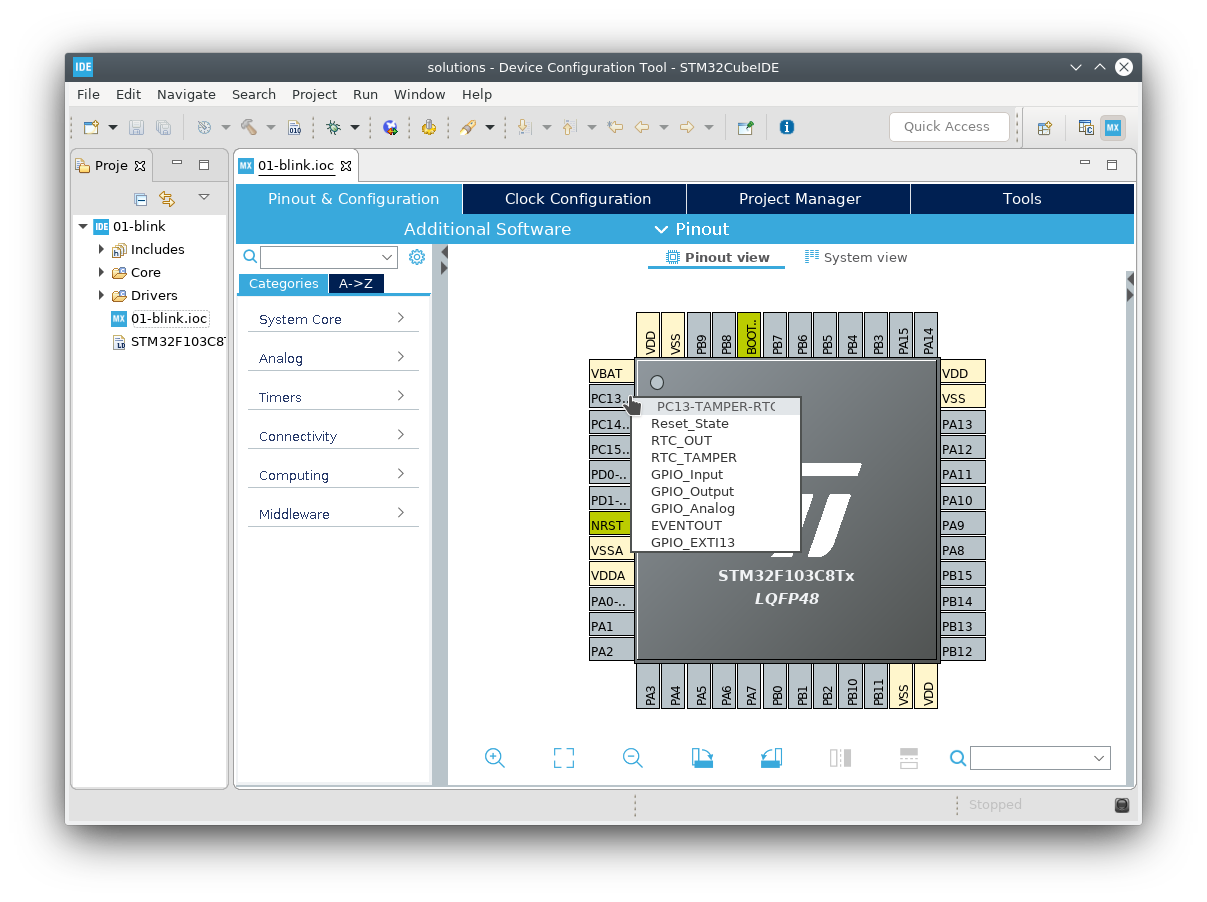 IDE
solutions - Device Configuration Tool - STM32CubeIDE
File Edit Navigate Search Project Run Window Help
010
Quick Access
MX
Proje
MX 01-blink.ioc
Pinout & Configuration Clock Configuration Project Manager Tools
Additional Software Pinout
IDE 01-blink
Includes
Core
Drivers
MX 01-blink.ioc
STM32F103C8
Categories A->Z
System Core
Analog
Timers
Connectivity
Computing
Middleware
Pinout view System view
VDD VSS PB9 PB8 BOOT.. PB7 PB6 PB5 PB4 PB3 PA15 PA14
VBAT
PC13..
PC14..
PC15..
PD0-..
PD1-..
NRST
VSSA
VDDA
PA0-..
PA1
PA2
PC13-TAMPER-RTC
Reset_State
RTC_OUT
RTC_TAMPER
GPIO_Input
GPIO_Output
GPIO_Analog
EVENTOUT
GPIO_EXTI13
STM32F103C8Tx
LQFP48
VDD
VSS
PA13
PA12
PA11
PA10
PA9
PA8
PB15
PB14
PB13
PB12
PA3 PA4 PA5 PA6 PA7 PB0 PB1 PB2 PB10 PB11 VSS VDD
Stopped